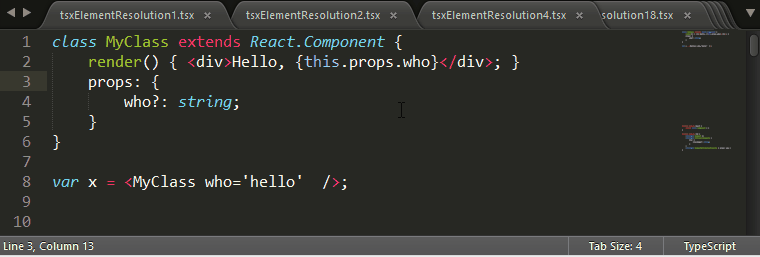 tsxElementResolution1.tsx × tsxElementResolution2.tsx × tsxElementResolution4.tsx × solution18.tsx ×
1 class MyClass extends React.Component {
2     render() { <div>Hello, {this.props.who}</div>; }
3     props: {
4         who?: string;
5     }
6 }
7
8 var x = <MyClass who='hello'  />;
9
10
Line 3, Column 13 Tab Size: 4 TypeScript